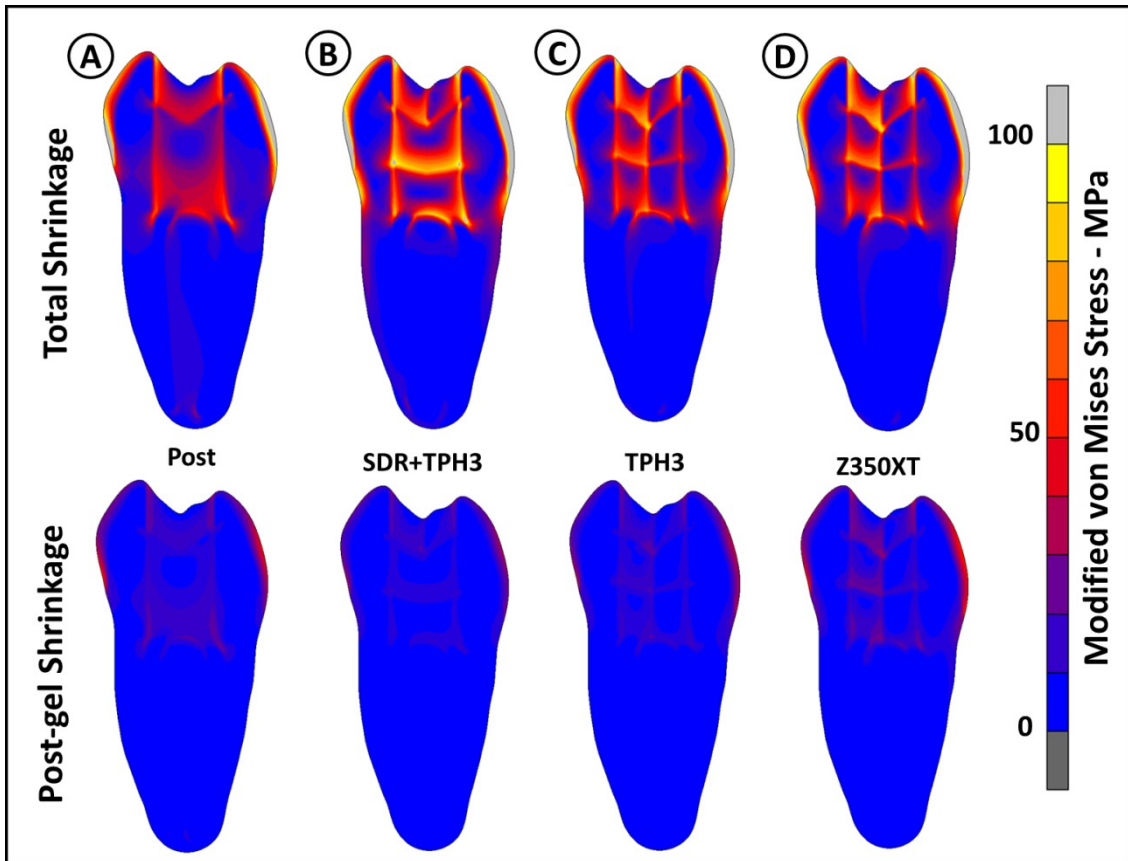 A
B
C
D
Total Shrinkage
Post
SDR+TPH3
TPH3
Z350XT
Post-gel Shrinkage
100
50
0
Modified von Mises Stress - MPa